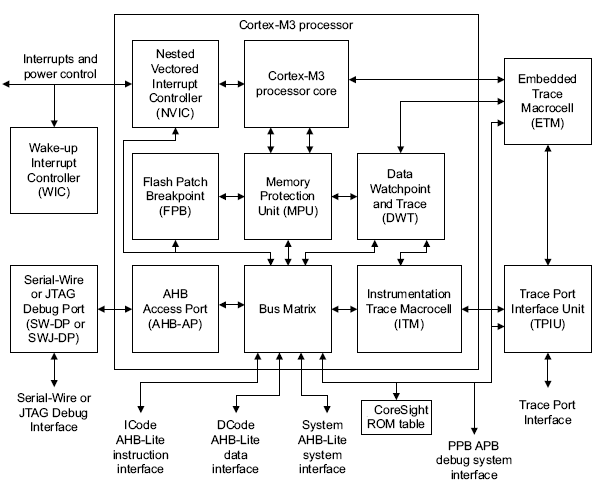 Cortex-M3 processor
Interrupts and
power control
Nested
Vectored
Interrupt
Controller
(NVIC)
Cortex-M3
processor core
Embedded
Trace
Macrocell
(ETM)
Wake-up
Interrupt
Controller
(WIC)
Flash Patch
Breakpoint
(FPB)
Memory
Protection
Unit (MPU)
Data
Watchpoint
and Trace
(DWT)
Serial-Wire
or JTAG
Debug Port
(SW-DP or
SWJ-DP)
AHB
Access Port
(AHB-AP)
Bus Matrix
Instrumentation
Trace Macrocell
(ITM)
Trace Port
Interface Unit
(TPIU)
Serial-Wire or
JTAG Debug
Interface
ICode
AHB-Lite
instruction
interface
DCode
AHB-Lite
data
interface
System
AHB-Lite
system
interface
CoreSight
ROM table
PPB APB
debug system
interface
Trace Port
Interface